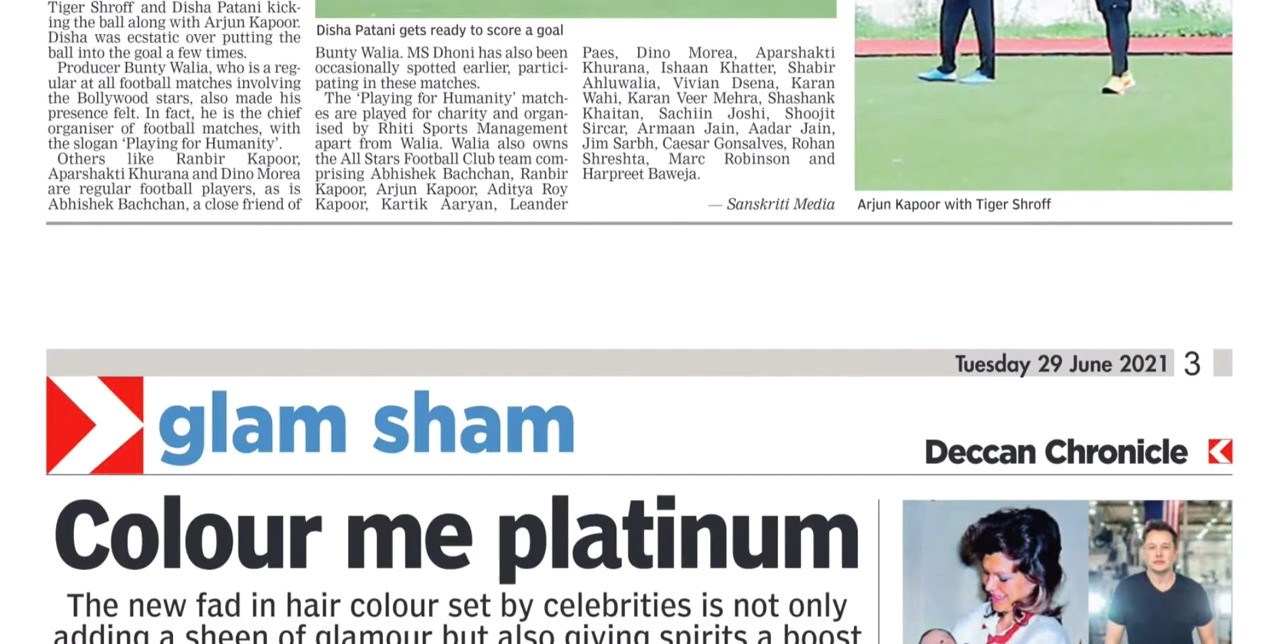 Tiger Shroff and Disha Patani kick-
ing the ball along with Arjun Kapoor.
Disha was ecstatic over putting the
ball into the goal a few times.
Producer Bunty Walia, who is a reg-
ular at all football matches involving
the Bollywood stars, also made his
presence felt. In fact, he is the chief
organiser of football matches, with
the slogan ‘Playing for Humanity’.
Others like Ranbir Kapoor,
Aparshakti Khurana and Dino Morea
are regular football players, as is
Abhishek Bachchan, a close friend of
Disha Patani gets ready to score a goal
Bunty Walia. MS Dhoni has also been
occasionally spotted earlier, partici-
pating in these matches.
The ‘Playing for Humanity’ match-
es are played for charity and organ-
ised by Rhiti Sports Management
apart from Walia. Walia also owns
the All Stars Football Club team com-
prising Abhishek Bachchan, Ranbir
Kapoor, Arjun Kapoor, Aditya Roy
Kapoor, Kartik Aaryan, Leander
Paes, Dino Morea, Aparshakti
Khurana, Ishaan Khatter, Shabir
Ahluwalia, Vivian Dsena, Karan
Wahi, Karan Veer Mehra, Shashank
Khaitan, Sachiin Joshi, Shoojit
Sircar, Armaan Jain, Aadar Jain,
Jim Sarbh, Caesar Gonsalves, Rohan
Shreshta, Marc Robinson and
Harpreet Baweja.
— Sanskriti Media
Arjun Kapoor with Tiger Shroff
Tuesday 29 June 2021 3
glam sham
Deccan Chronicle
Colour me platinum
The new fad in hair colour set by celebrities is not only
adding a sheen of glamour but also giving spirits a boost